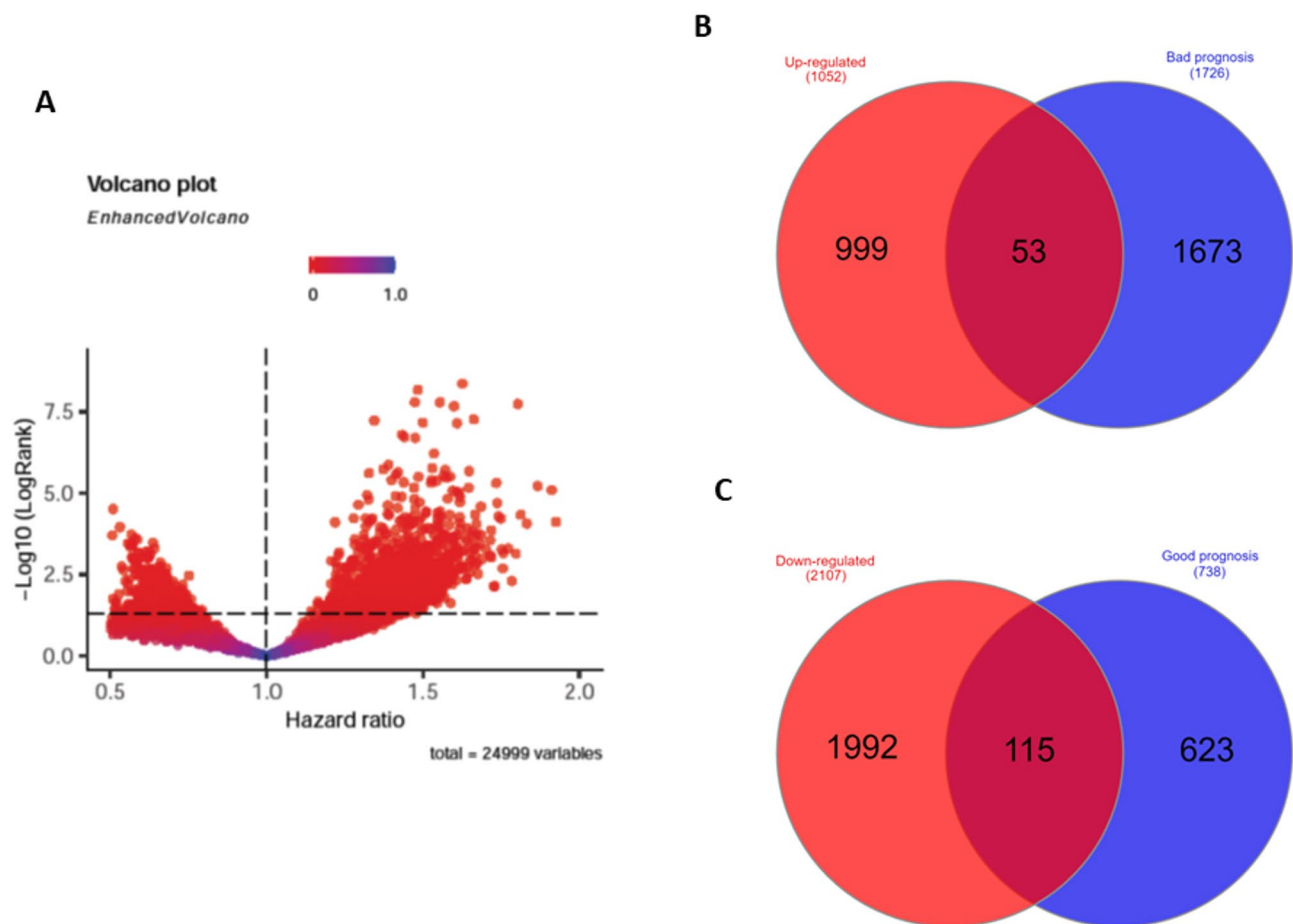 A
Volcano plot
EnhancedVolcano
0 1.0
−Log10 (LogRank)
7.5
5.0
2.5
0.0
0.5 1.0 1.5 2.0
Hazard ratio
total = 24999 variables
B
Up-regulated
(1052)
Bad prognosis
(1726)
999 53 1673
C
Down-regulated
(2107)
Good prognosis
(738)
1992 115 623